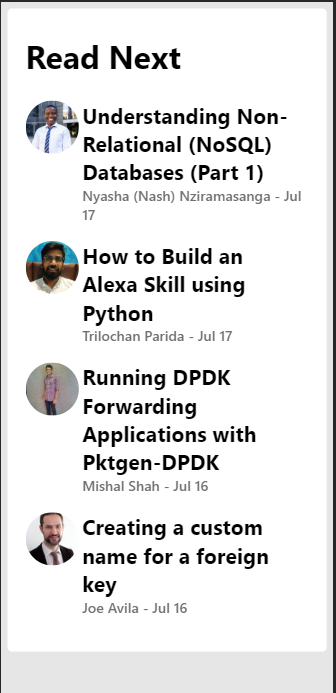 Read Next
Understanding Non-
Relational (NoSQL)
Databases (Part 1)
Nyasha (Nash) Nziramasanga - Jul
17
How to Build an
Alexa Skill using
Python
Trilochan Parida - Jul 17
Running DPDK
Forwarding
Applications with
Pktgen-DPDK
Mishal Shah - Jul 16
Creating a custom
name for a foreign
key
Joe Avila - Jul 16